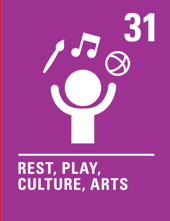 31
REST, PLAY,
CULTURE, ARTS